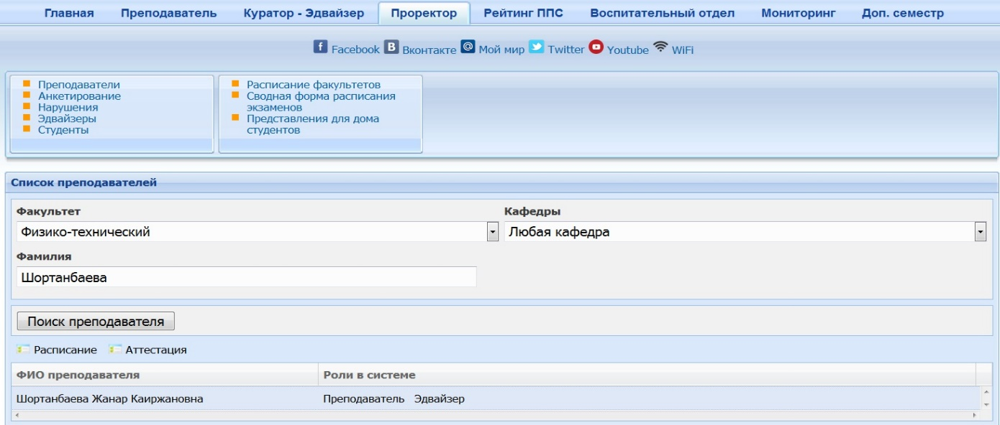 Главная Преподаватель Куратор - Эдвайзер Проректор Рейтинг ППС Воспитательный отдел Мониторинг Доп. семестр
Facebook Вконтакте Мой мир Twitter Youtube WiFi
Преподаватели
Анкетирование
Нарушения
Эдвайзеры
Студенты
Расписание факультетов
Сводная форма расписания
экзаменов
Представления для дома
студентов
Список преподавателей
Факультет Кафедры
Физико-технический Любая кафедра
Фамилия
Шортанбаева
Поиск преподавателя
Расписание Аттестация
ФИО преподавателя Роли в системе
Шортанбаева Жанар Каиржановна Преподаватель Эдвайзер